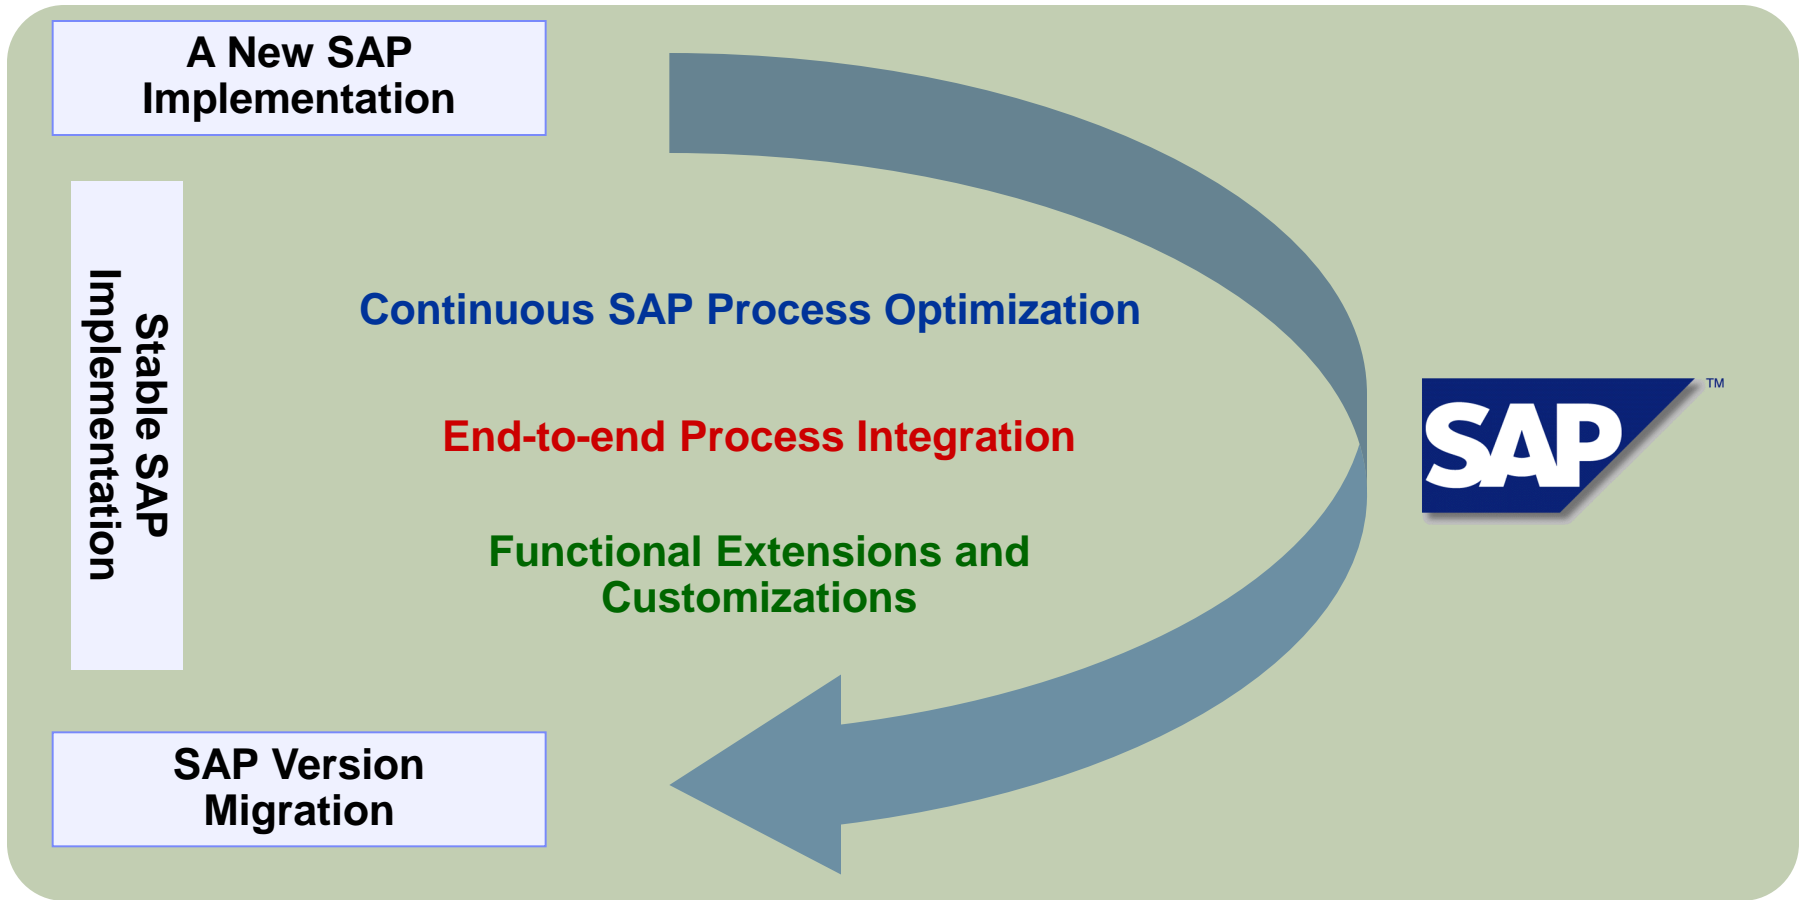 A New SAP
Implementation
Stable SAP
Implementation
Continuous SAP Process Optimization
End-to-end Process Integration
Functional Extensions and
Customizations
SAP
TM
SAP Version
Migration